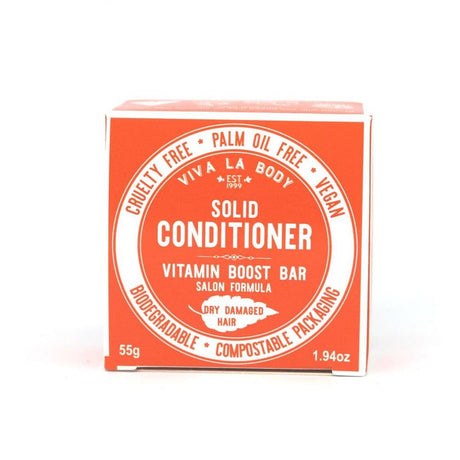 CRUELTY FREE * PALM OIL FREE * VEGAN
VIVA LA BODY
EST
1999
SOLID
CONDITIONER
VITAMIN BOOST BAR
SALON FORMULA
DRY DAMAGED
HAIR
BIODEGRADABLE * COMPOSTABLE PACKAGING
55g
1.94oz